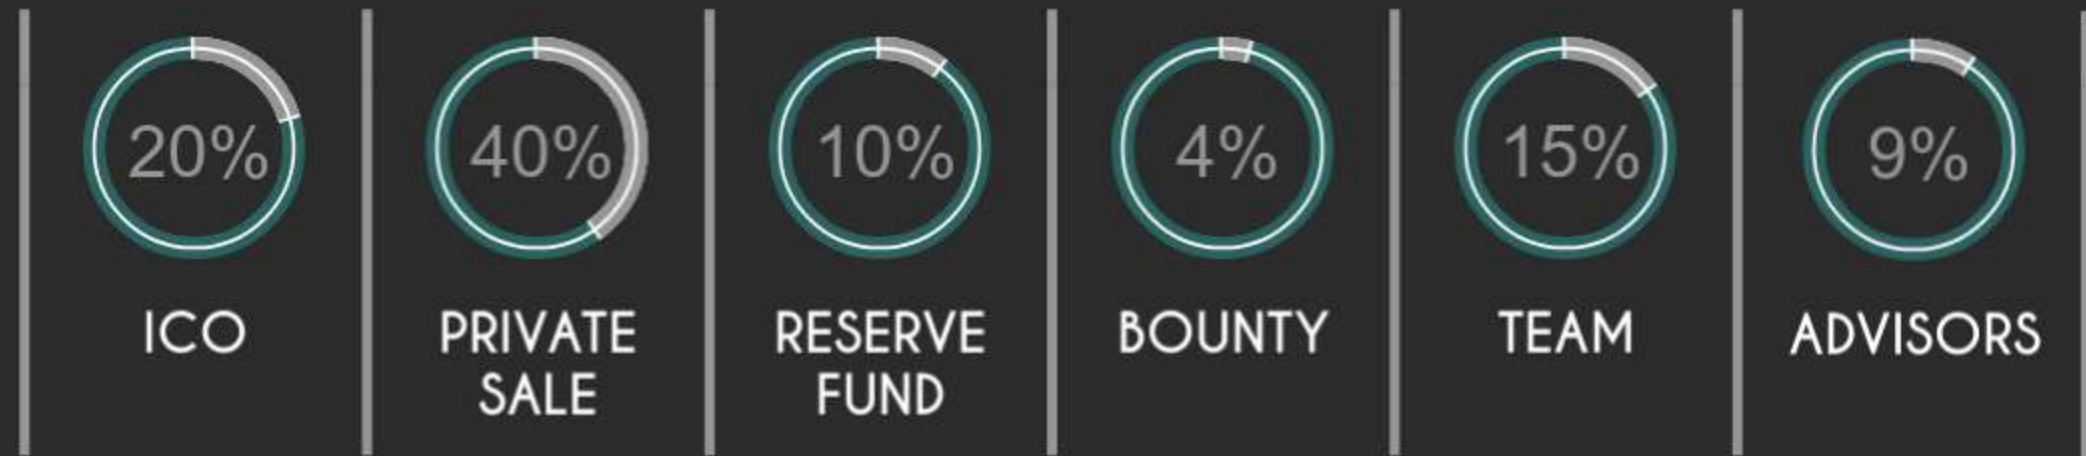 20%
40%
10%
4%
15%
9%
ICO
PRIVATE
SALE
RESERVE
FUND
BOUNTY
TEAM
ADVISORS